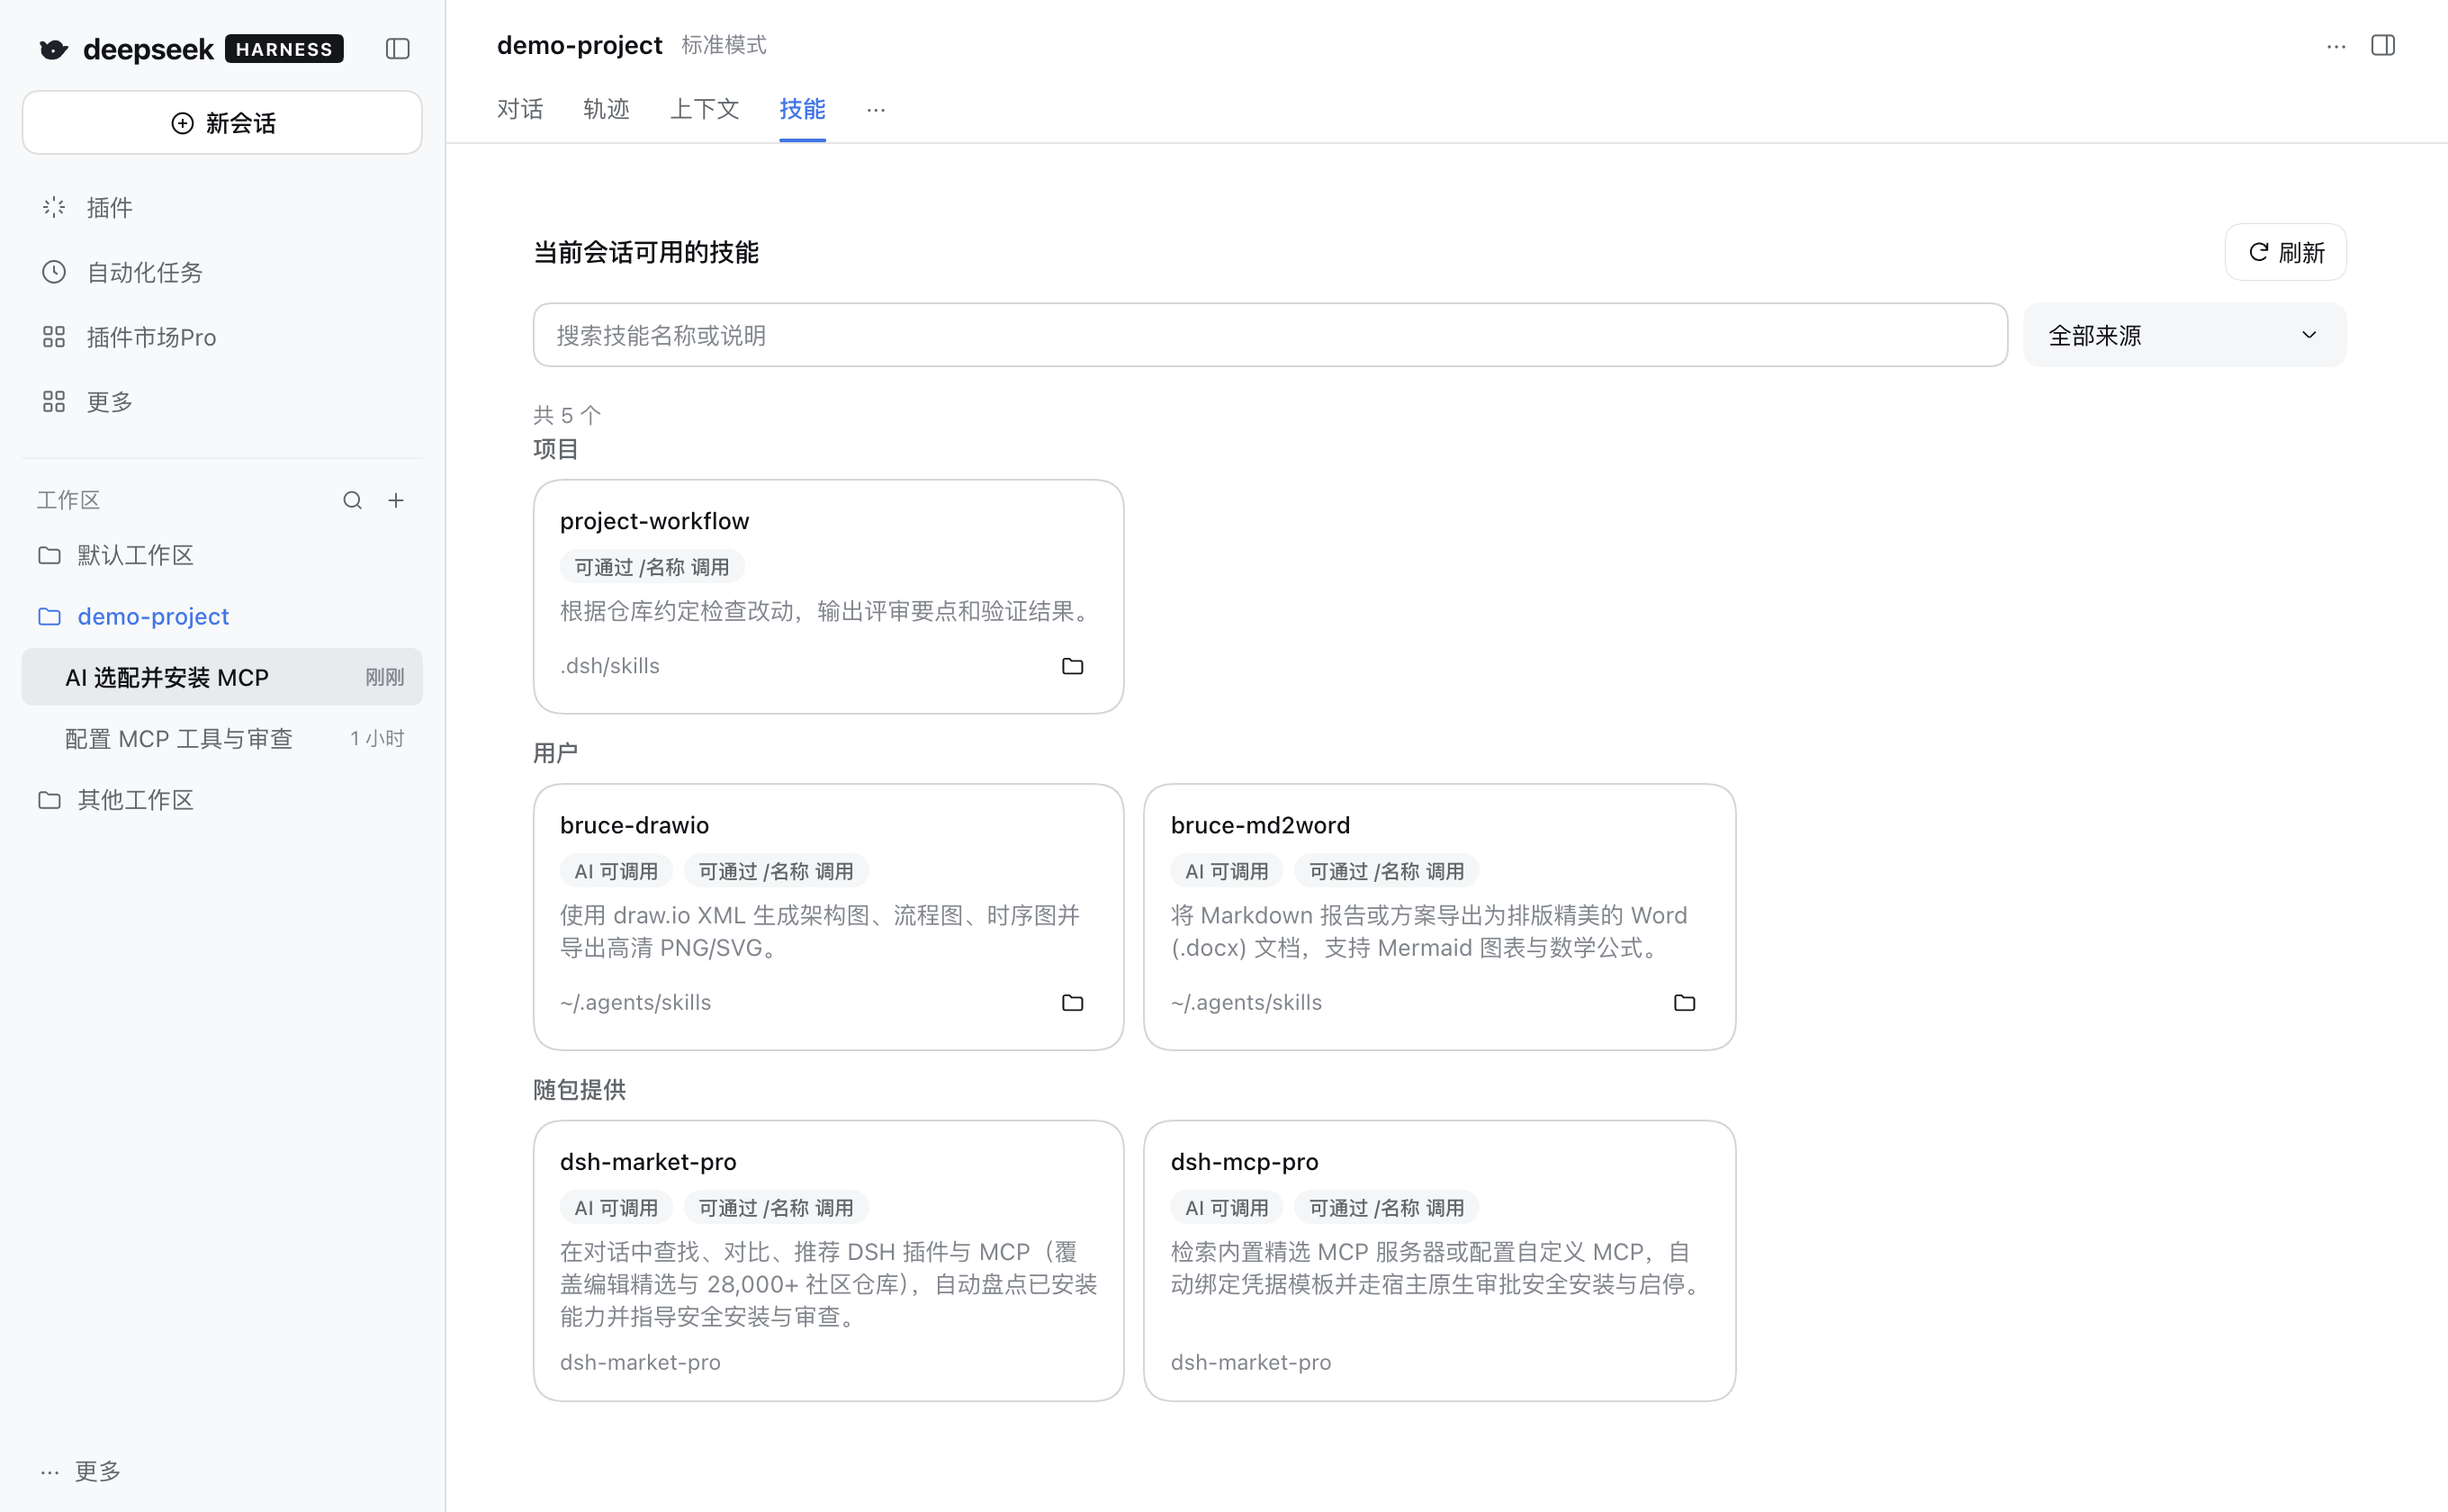 deepseek HARNESS
新会话
插件
自动化任务
插件市场Pro
更多
工作区
默认工作区
demo-project
AI 选配并安装 MCP 刚刚
配置 MCP 工具与审查 1 小时
其他工作区
... 更多
demo-project 标准模式
...
对话 轨迹 上下文 技能 ...
当前会话可用的技能
刷新
搜索技能名称或说明
全部来源
共 5 个
项目
project-workflow
可通过 /名称 调用
根据仓库约定检查改动，输出评审要点和验证结果。
.dsh/skills
用户
bruce-drawio
AI 可调用 可通过 /名称 调用
使用 draw.io XML 生成架构图、流程图、时序图并
导出高清 PNG/SVG。
~/.agents/skills
bruce-md2word
AI 可调用 可通过 /名称 调用
将 Markdown 报告或方案导出为排版精美的 Word
(.docx) 文档，支持 Mermaid 图表与数学公式。
~/.agents/skills
随包提供
dsh-market-pro
AI 可调用 可通过 /名称 调用
在对话中查找、对比、推荐 DSH 插件与 MCP（覆
盖编辑精选与 28,000+ 社区仓库），自动盘点已安装
能力并指导安全安装与审查。
dsh-market-pro
dsh-mcp-pro
AI 可调用 可通过 /名称 调用
检索内置精选 MCP 服务器或配置自定义 MCP，自
动绑定凭据模板并走宿主原生审批安全安装与启停。
dsh-market-pro